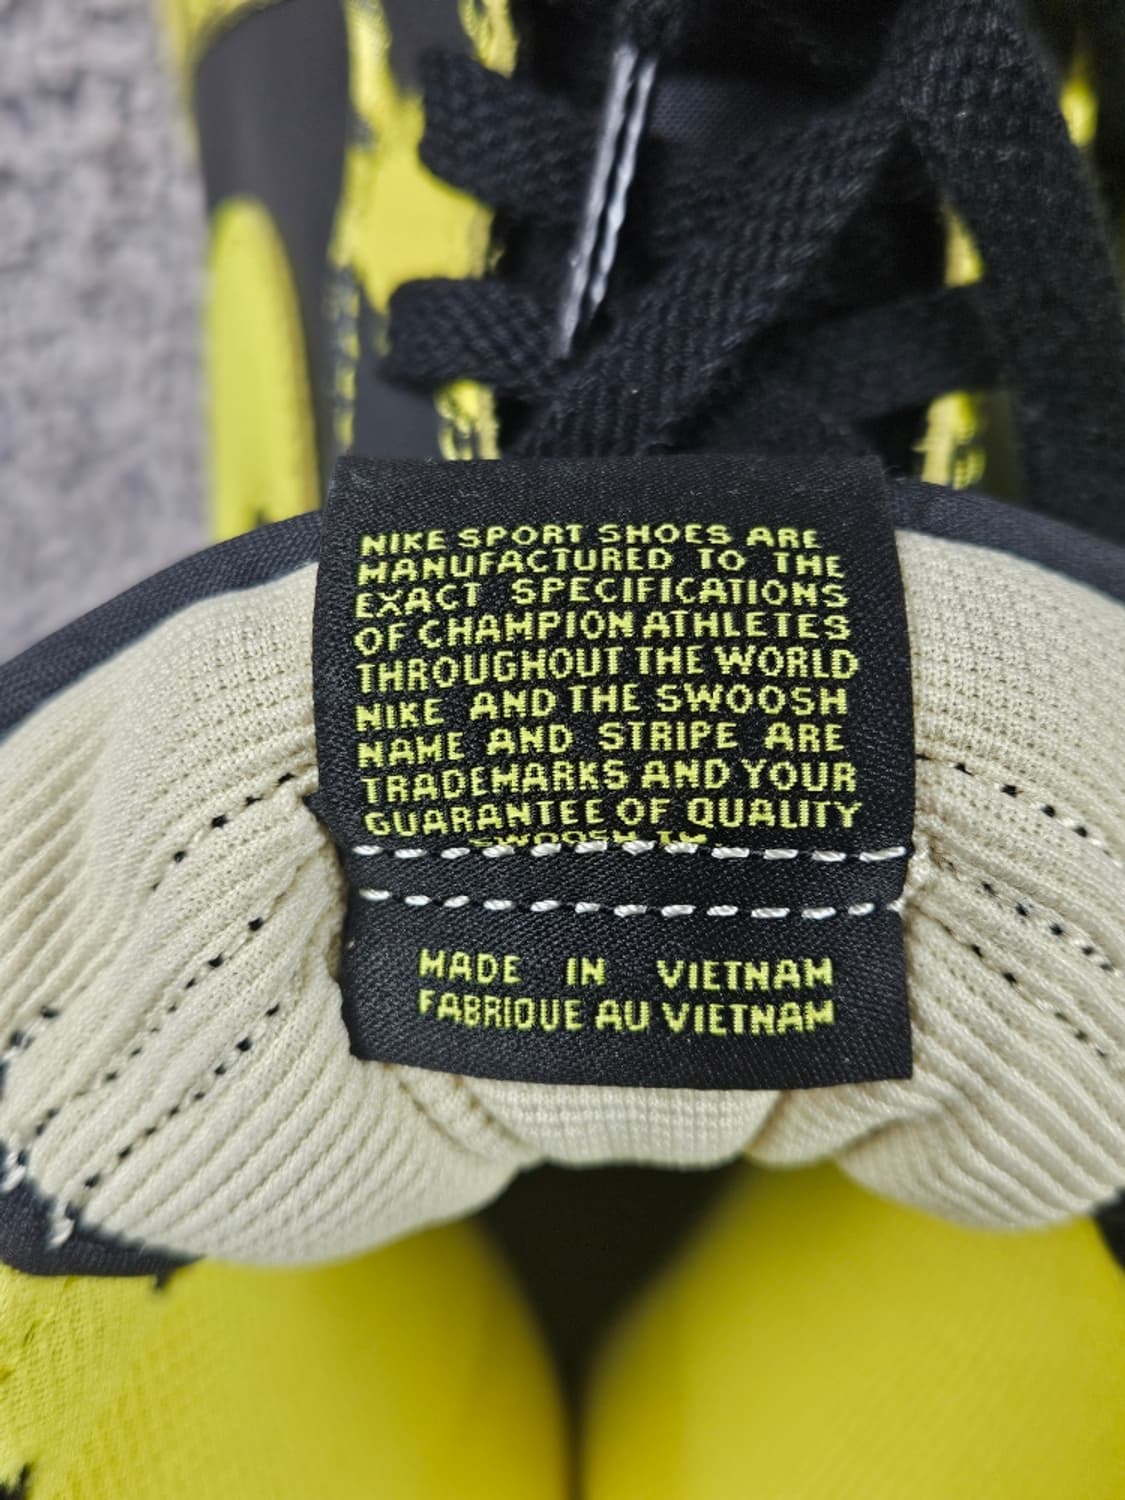 NIKE SPORT SHOES ARE
MANUFACTURED TO THE
EXACT SPECIFICATIONS
OF CHAMPION ATHLETES
THROUGHOUT THE WORLD
NIKE AND THE SWOOSH
NAME AND STRIPE ARE
TRADEMARKS AND YOUR
GUARANTEE OF QUALITY
SWOOSH
MADE IN VIETNAM
FABRIQUE AU VIETNAM